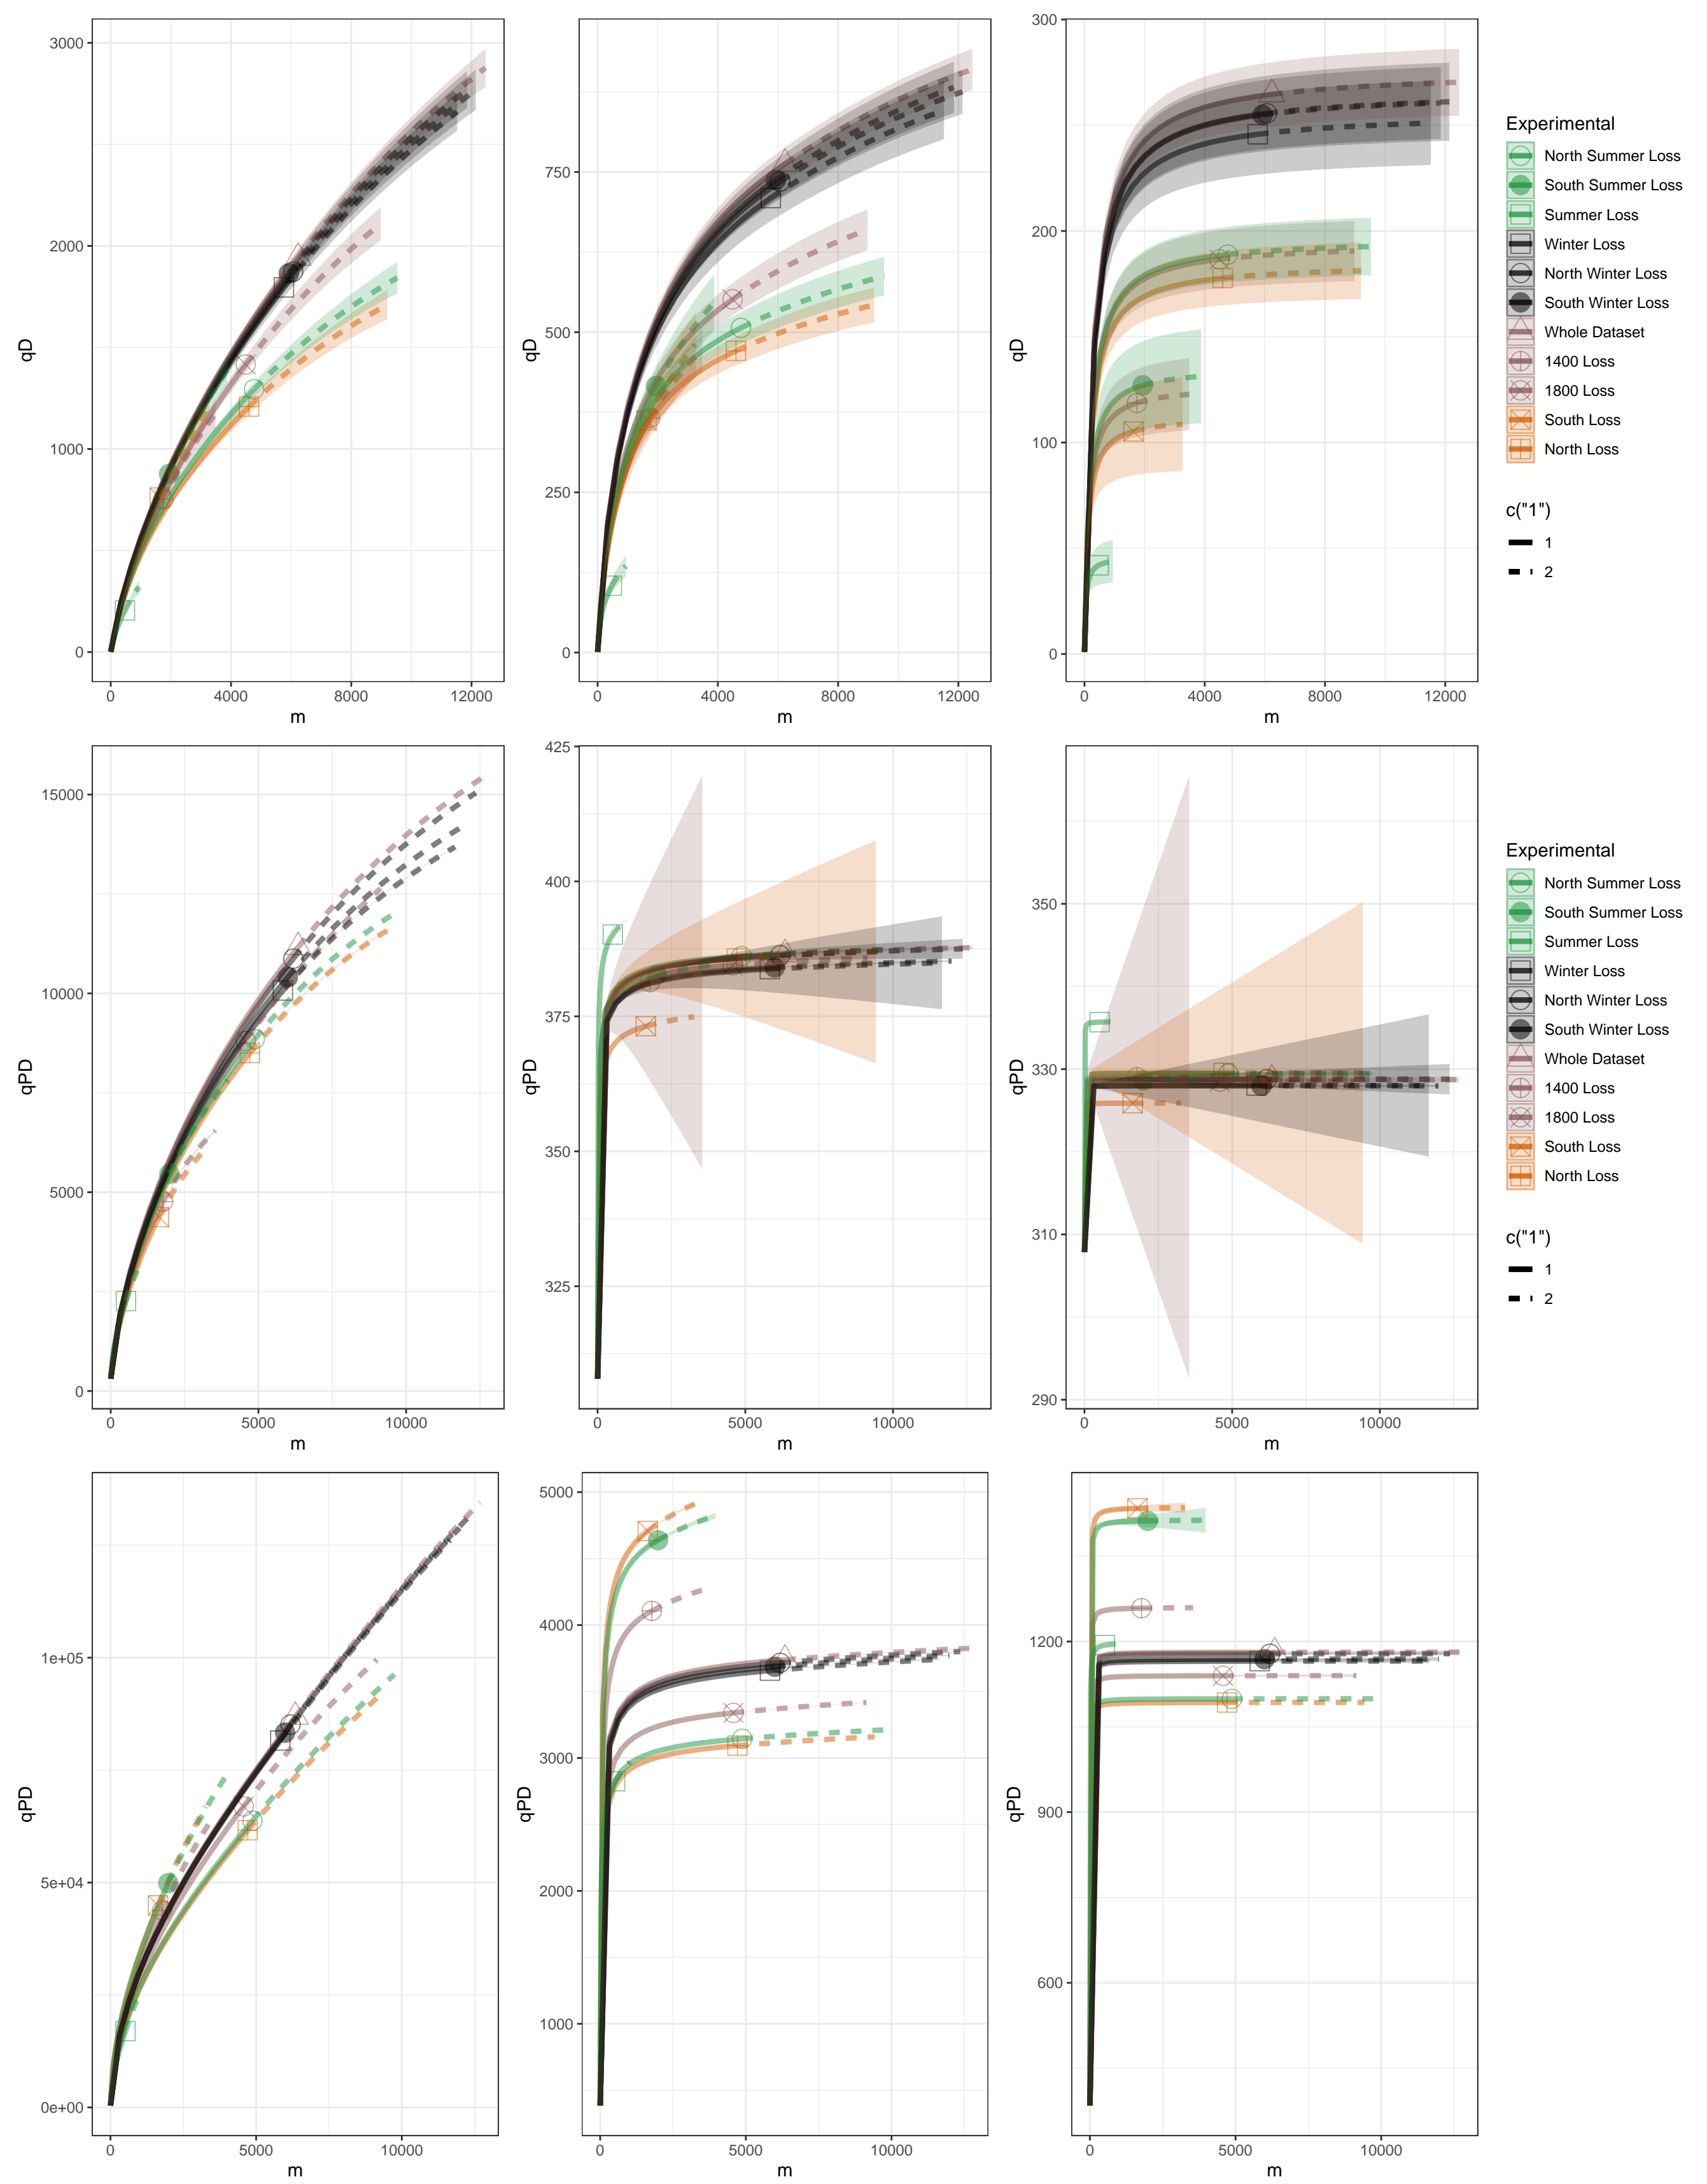 3000
2000
1000
0
qD
0 4000 8000 12000
m
750
500
250
0
qD
0 4000 8000 12000
m
300
200
100
0
qD
0 4000 8000 12000
m
Experimental
North Summer Loss
South Summer Loss
Summer Loss
Winter Loss
North Winter Loss
South Winter Loss
Whole Dataset
1400 Loss
1800 Loss
South Loss
North Loss
c("1")
1
2
15000
10000
5000
0
qPD
0 5000 10000
m
425
400
375
350
325
qPD
0 5000 10000
m
350
330
310
290
qPD
0 5000 10000
m
Experimental
North Summer Loss
South Summer Loss
Summer Loss
Winter Loss
North Winter Loss
South Winter Loss
Whole Dataset
1400 Loss
1800 Loss
South Loss
North Loss
c("1")
1
2
1e+05
5e+04
0e+00
qPD
0 5000 10000
m
5000
4000
3000
2000
1000
qPD
0 5000 10000
m
1200
900
600
qPD
0 5000 10000
m